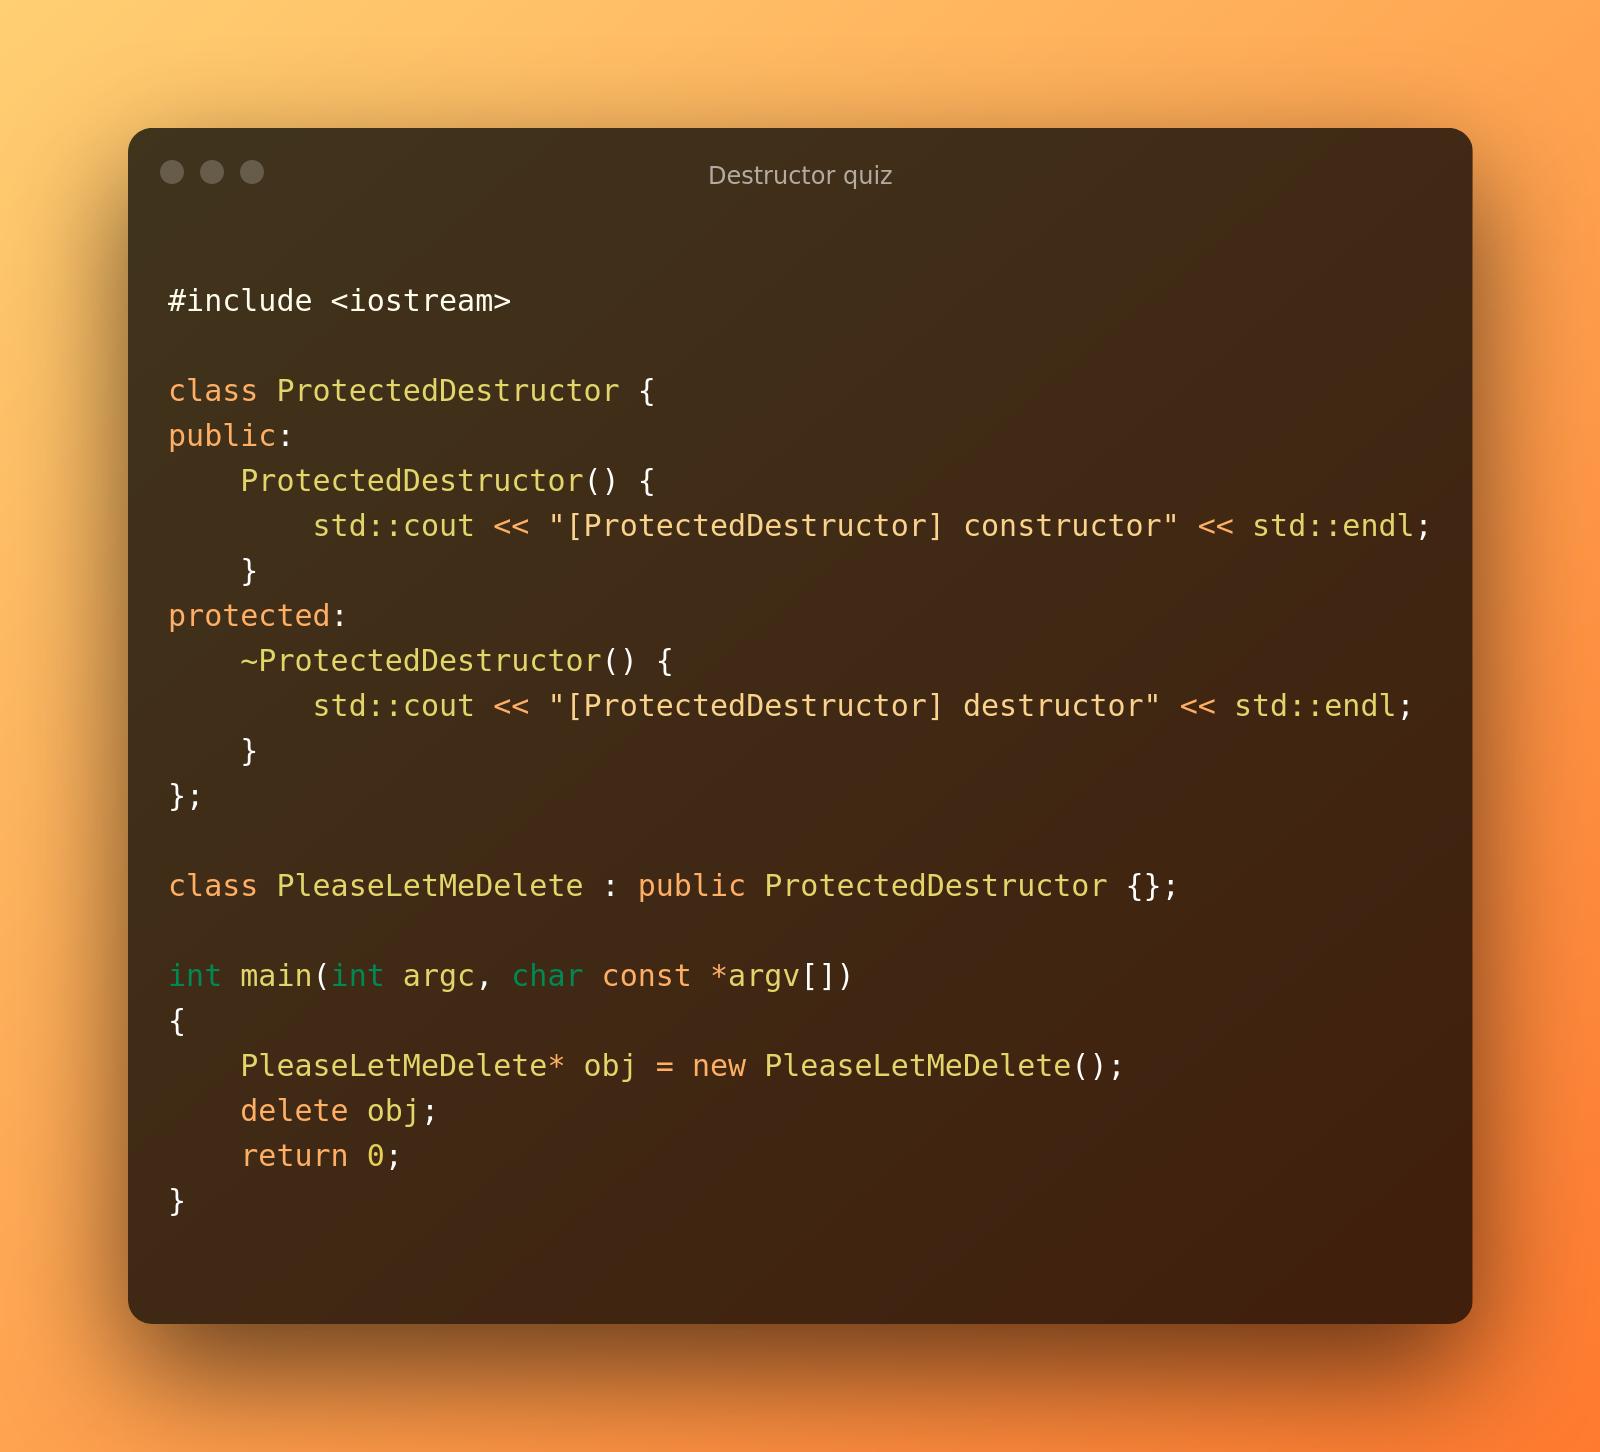 Destructor quiz
#include <iostream>
class ProtectedDestructor {
public:
    ProtectedDestructor() {
        std::cout << "[ProtectedDestructor] constructor" << std::endl;
    }
protected:
    ~ProtectedDestructor() {
        std::cout << "[ProtectedDestructor] destructor" << std::endl;
    }
};
class PleaseLetMeDelete : public ProtectedDestructor {};
int main(int argc, char const *argv[])
{
    PleaseLetMeDelete* obj = new PleaseLetMeDelete();
    delete obj;
    return 0;
}